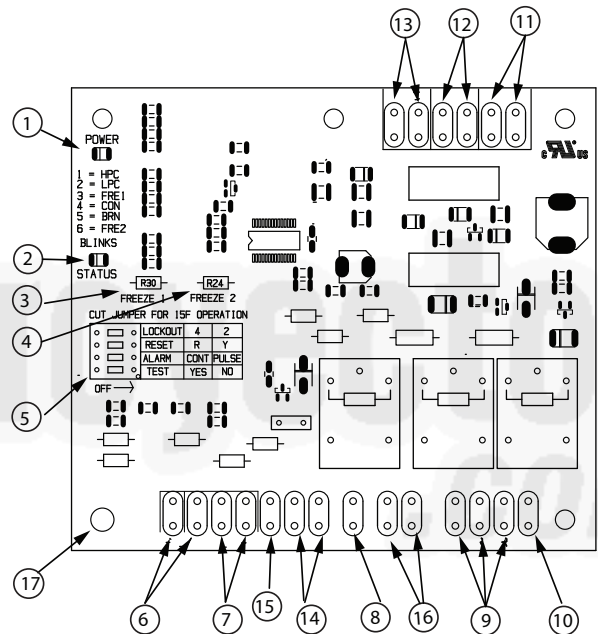 13 12 11
1
POWER
c RU us
1 = HPC
2 = LPC
3 = FRE1
4 = CON
5 = BRN
6 = FRE2
BLINKS
2
STATUS
R30 R24
3 FREEZE 1 FREEZE 2
4
CUT JUMPER FOR 15F OPERATION
LOCKOUT 4 2
RESET R Y
ALARM CONT PULSE
TEST YES NO
5
OFF
17
6 7 15 14 8 16 9 10